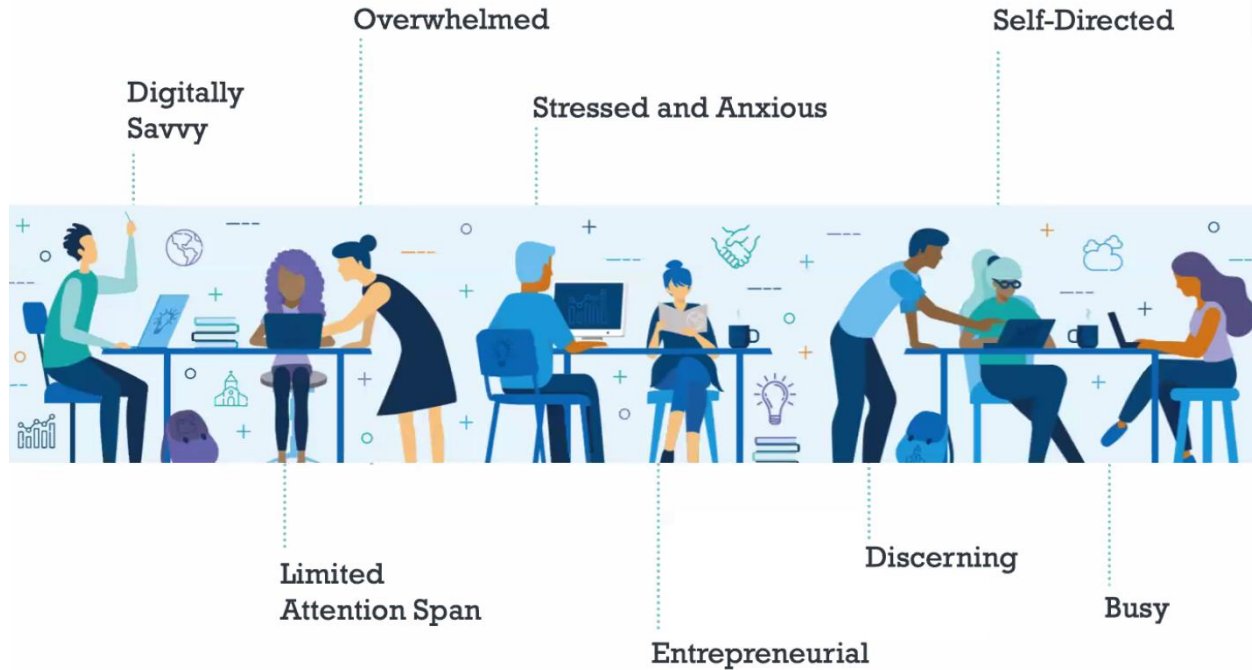 Overwhelmed
Self-Directed
Digitally
Savvy
Stressed and Anxious
Limited
Attention Span
Discerning
Busy
Entrepreneurial